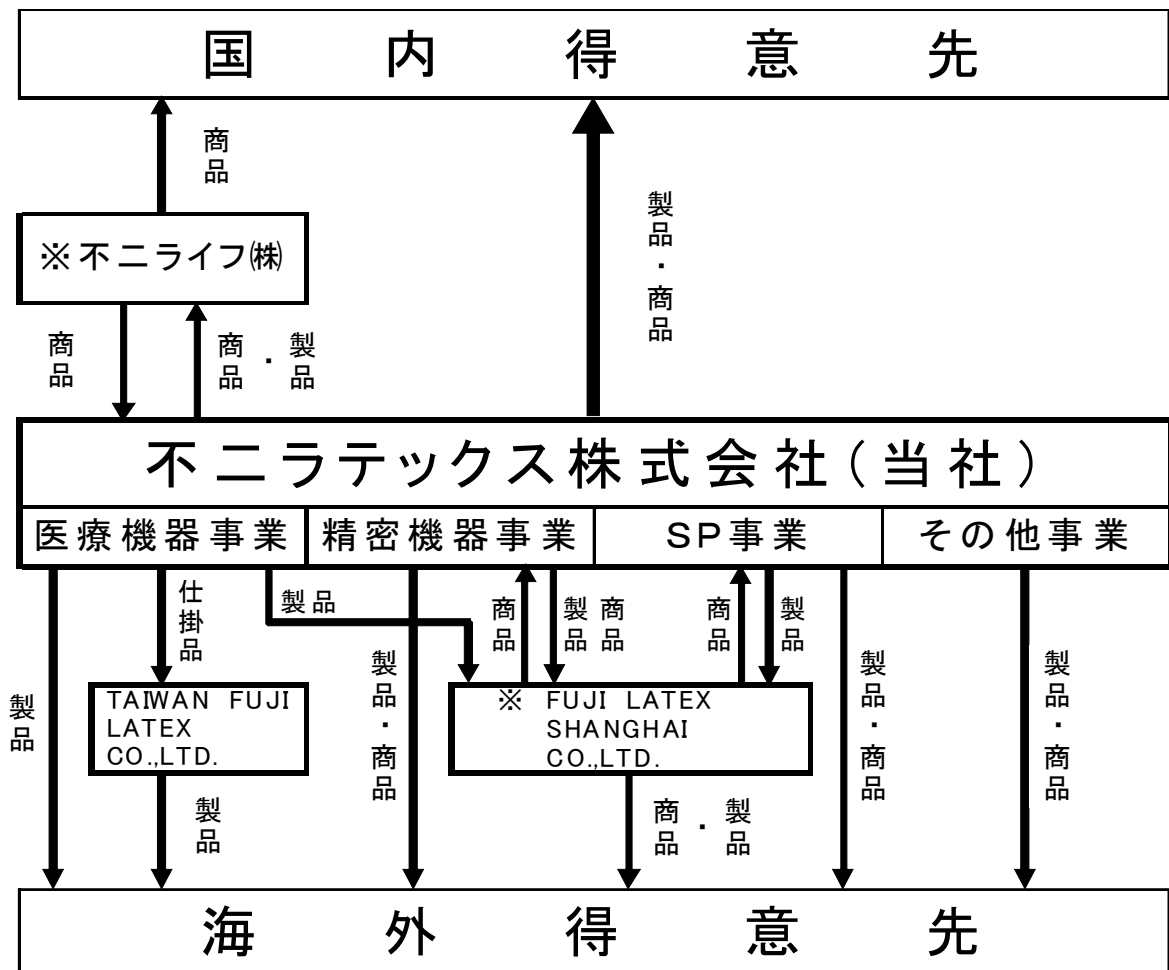 国内得意先
商品
製品・商品
※不二ライフ㈱
商品
商品・製品
不二ラテックス株式会社（当社）
医療機器事業
精密機器事業
SP事業
その他事業
仕掛品
製品
商品
製品
商品
商品
製品
製品
TAIWAN FUJI
LATEX
CO.,LTD.
製品・商品
※ FUJI LATEX
SHANGHAI
CO.,LTD.
製品・商品
製品・商品
製品
商品・製品
海外得意先